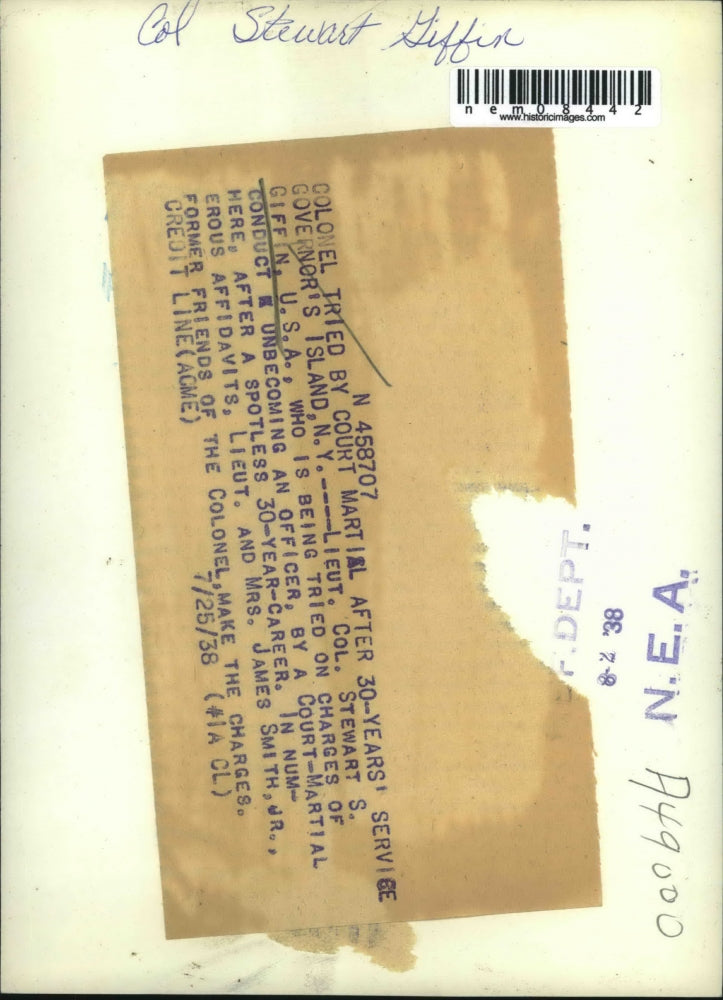 Col Stewart Giffin
nem08442
www.historicimages.com
N 458707
COLONEL TRIED BY COURT MARTIAL AFTER 30-YEARS' SERVICE
GOVERNOR'S ISLAND, N.Y.----LIEUT. COL. STEWART S.
GIFFIN, U.S.A., WHO IS BEING TRIED ON CHARGES OF
CONDUCT UNBECOMING AN OFFICER, BY A COURT-MARTIAL
HERE, AFTER A SPOTLESS 30-YEAR-CAREER. IN NUM-
EROUS AFFIDAVITS, LIEUT. AND MRS. JAMES SMITH, JR.,
FORMER FRIENDS OF THE COLONEL, MAKE THE CHARGES.
CREDIT LINE (ACME) 7/25/38 (#1A CL)
DEPT.
8-2 '38
N.E.A.
A49000